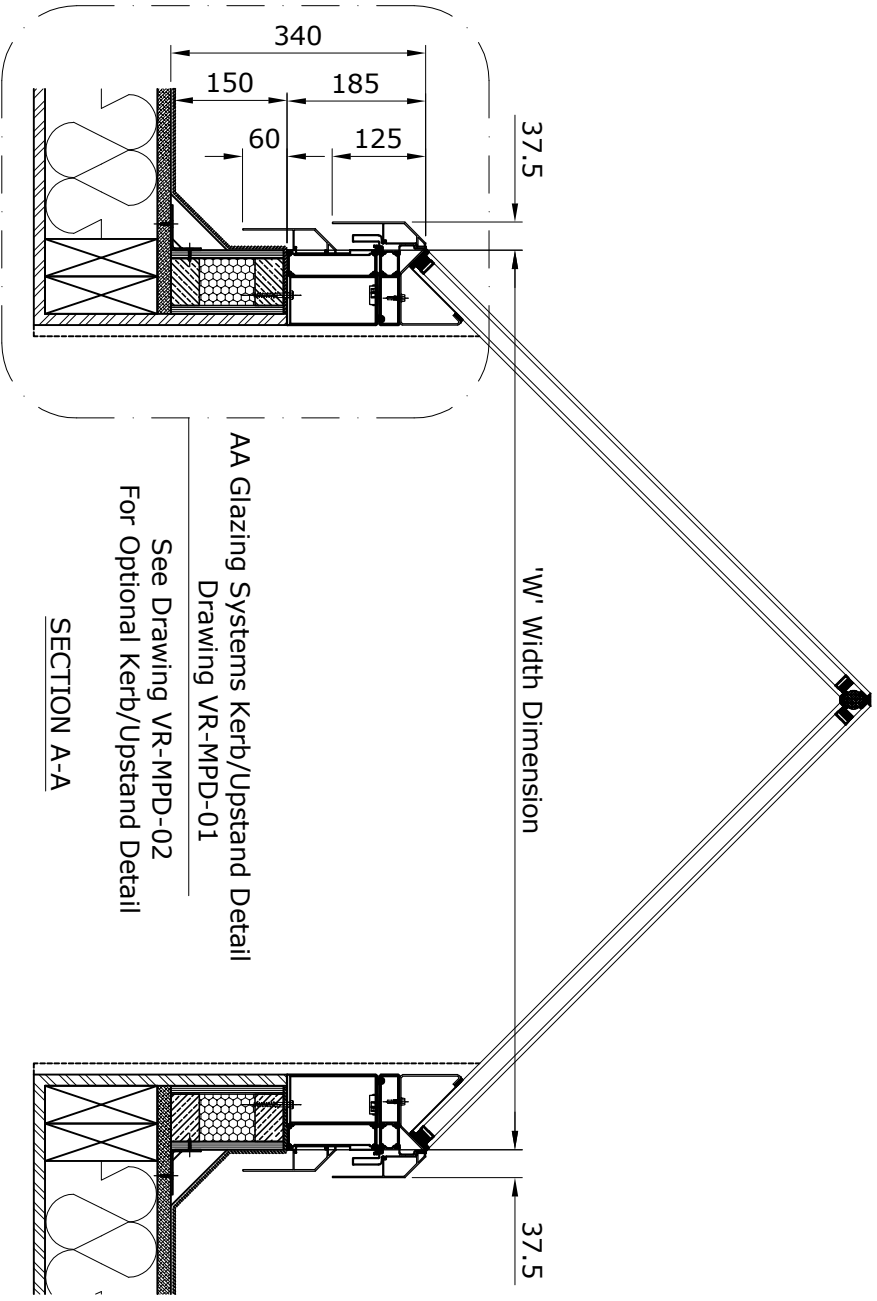 340
150
185
60
125
37.5
'W' Width Dimension
37.5
AA Glazing Systems Kerb/Upstand Detail
Drawing VR-MPD-01
See Drawing VR-MPD-02
For Optional Kerb/Upstand Detail
SECTION A-A